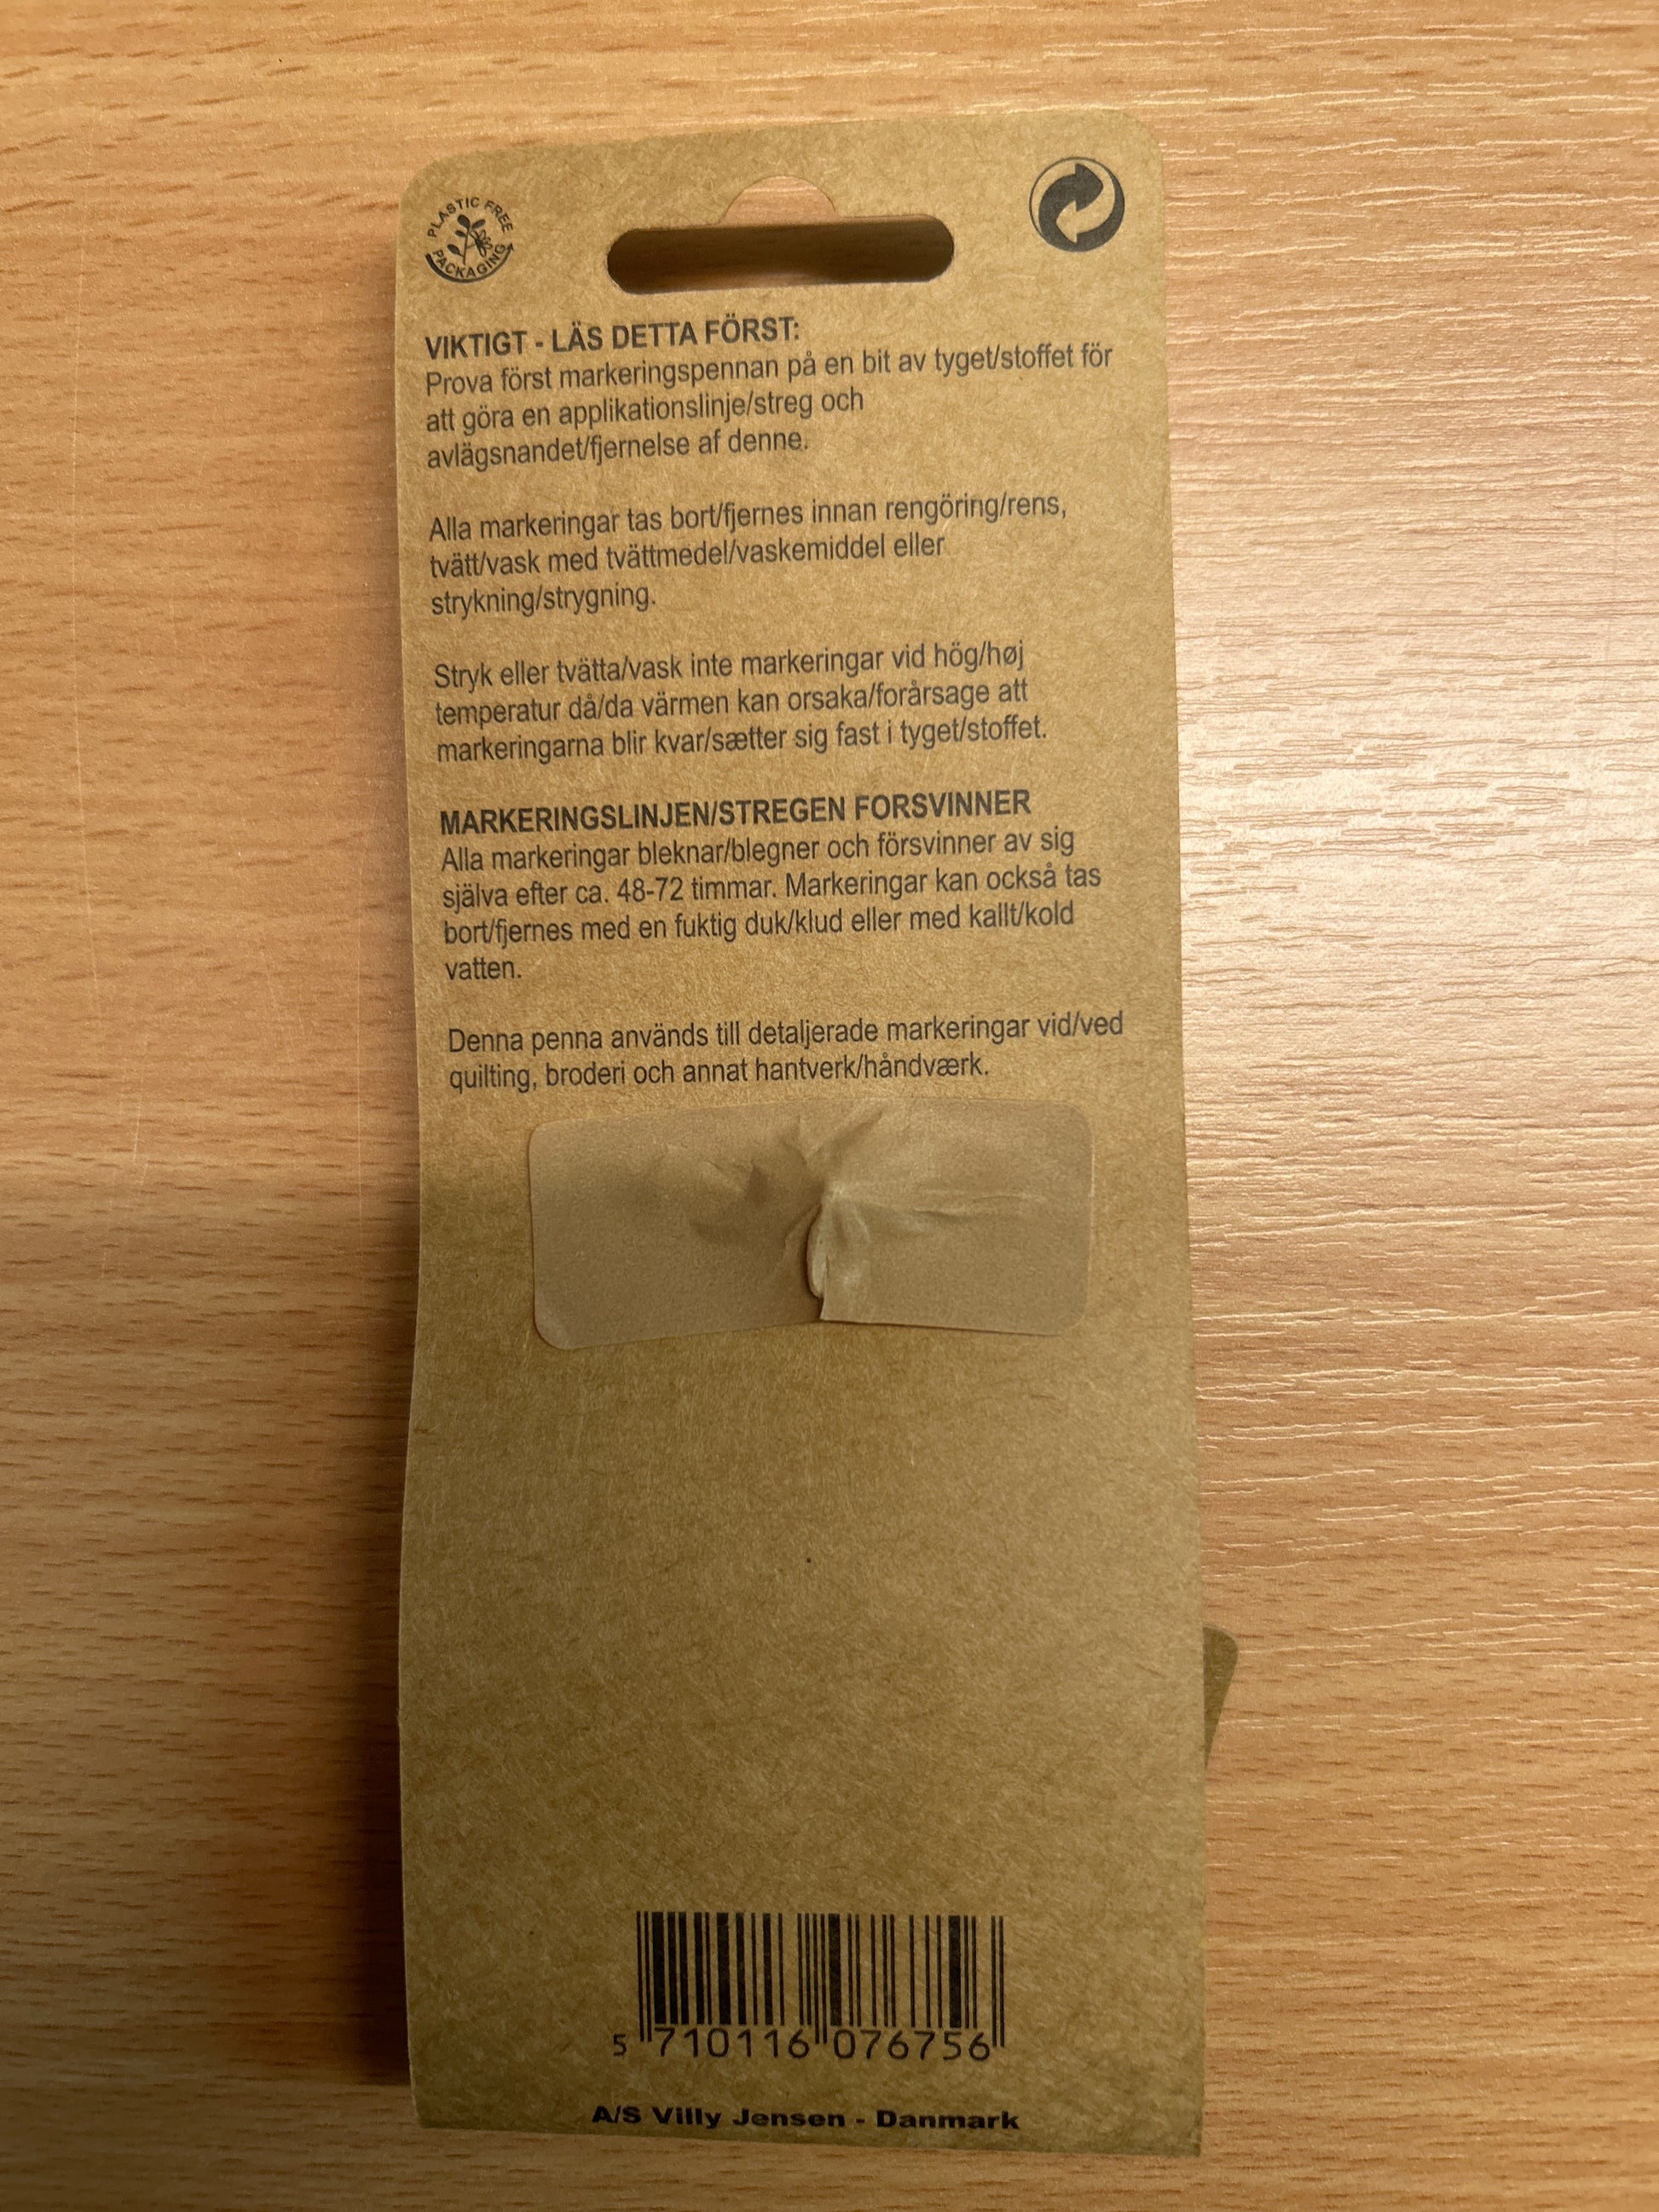 PLASTIC FREE
PACKAGING
VIKTIGT - LÄS DETTA FÖRST:
Prova först markeringspennan på en bit av tyget/stoffet för
att göra en applikationslinje/streg och
avlägsnandet/fjernelse af denne.
Alla markeringar tas bort/fjernes innan rengöring/rens,
tvätt/vask med tvättmedel/vaskemiddel eller
strykning/strygning.
Stryk eller tvätta/vask inte markeringar vid hög/høj
temperatur då/da värmen kan orsaka/forårsage att
markeringarna blir kvar/sætter sig fast i tyget/stoffet.
MARKERINGSLINJEN/STREGEN FORSVINNER
Alla markeringar bleknar/blegner och försvinner av sig
själva efter ca. 48-72 timmar. Markeringar kan också tas
bort/fjernes med en fuktig duk/klud eller med kallt/kold
vatten.
Denna penna används till detaljerade markeringar vid/ved
quilting, broderi och annat hantverk/håndværk.
5 710116 076756
A/S Villy Jensen - Danmark